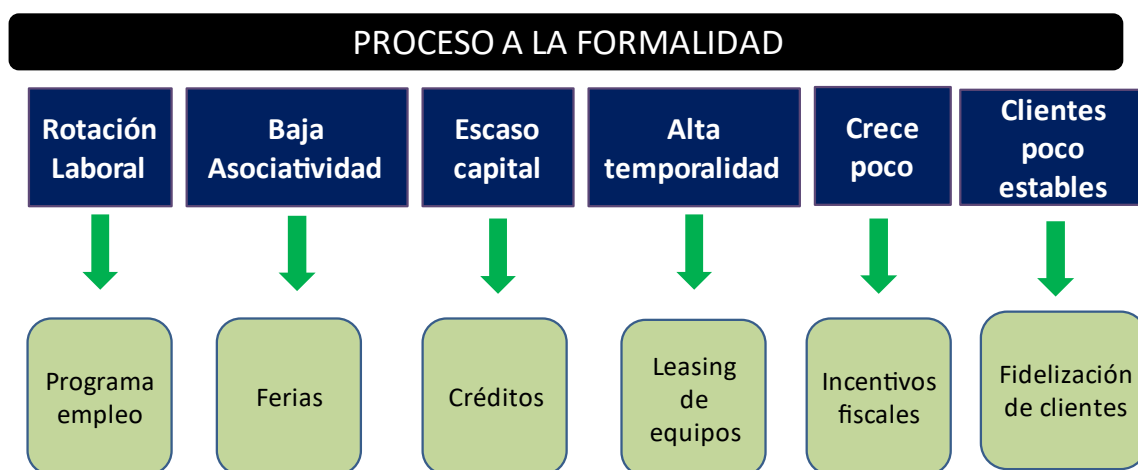 PROCESO A LA FORMALIDAD
Rotación
Laboral
Baja
Asociatividad
Escaso
capital
Alta
temporalidad
Crece
poco
Clientes
poco
estables
Programa
empleo
Ferias
Créditos
Leasing
de
equipos
Incentivos
fiscales
Fidelización
de clientes